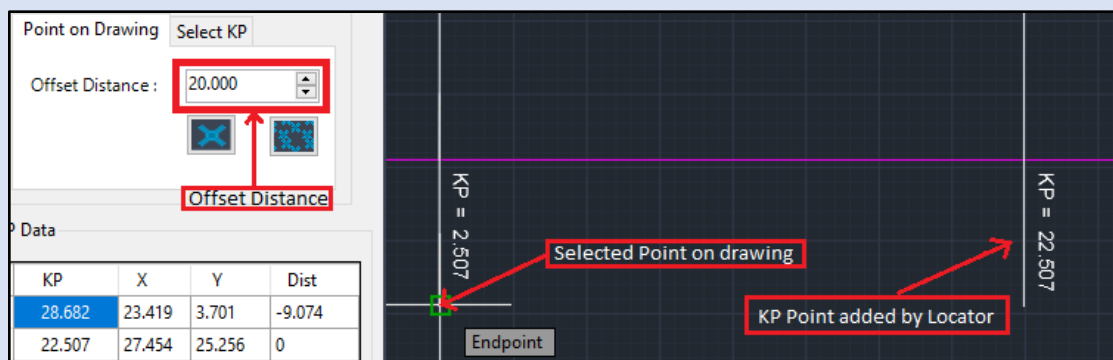 Point on Drawing
Select KP
Offset Distance :
20.000
Offset Distance
P Data
KP X Y Dist
28.682 23.419 3.701 -9.074
22.507 27.454 25.256 0
KP = 2.507
Selected Point on drawing
Endpoint
KP = 22.507
KP Point added by Locator